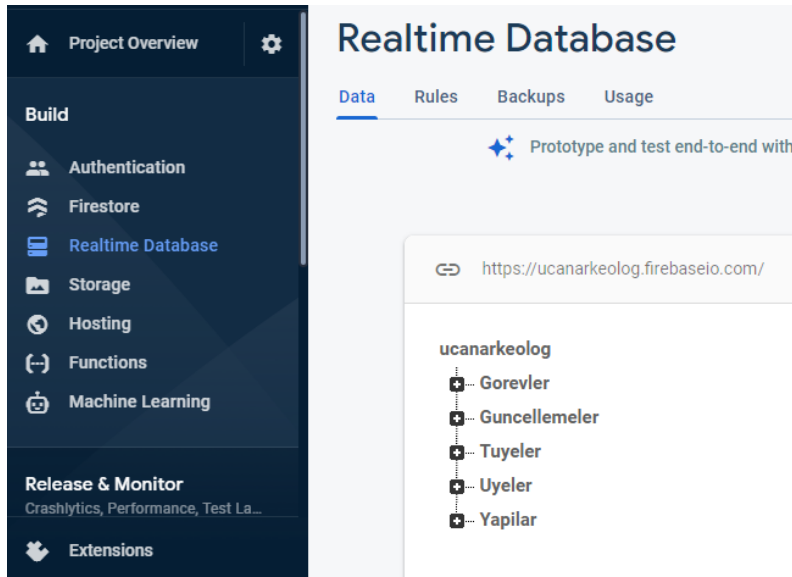 Project Overview
Build
Authentication
Firestore
Realtime Database
Storage
Hosting
Functions
Machine Learning
Release & Monitor
Crashlytics, Performance, Test La...
Extensions
Realtime Database
Data Rules Backups Usage
Prototype and test end-to-end with
https://ucanarkeolog.firebaseio.com/
ucanarkeolog
Gorevler
Guncellemeler
Tuyeler
Uyeler
Yapilar